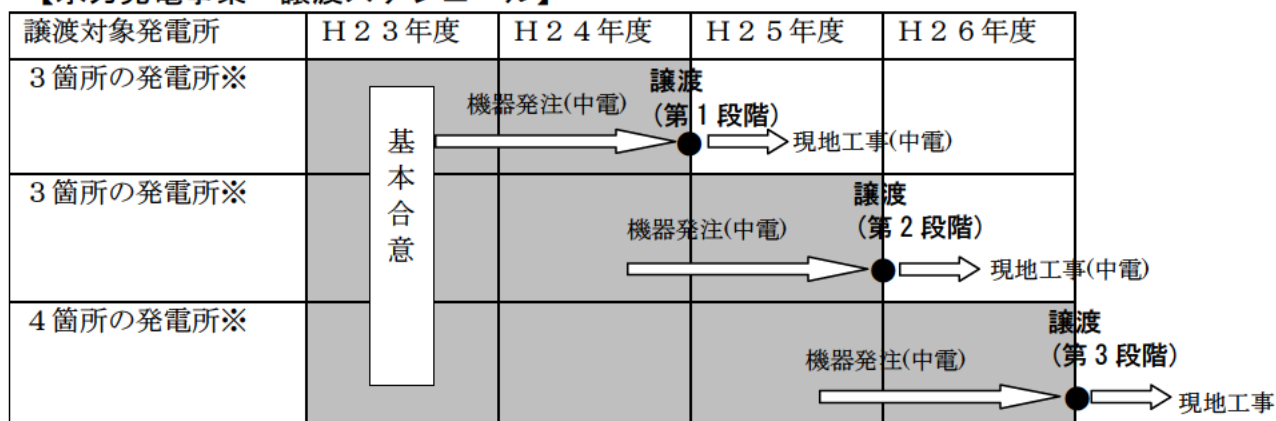 譲渡対象発電所 H23年度 H24年度 H25年度 H26年度
3箇所の発電所※
譲渡
機器発注(中電) (第1段階)
現地工事(中電)
基本合意
3箇所の発電所※
譲渡
機器発注(中電) (第2段階)
現地工事(中電)
4箇所の発電所※
譲渡
機器発注(中電) (第3段階)
現地工事